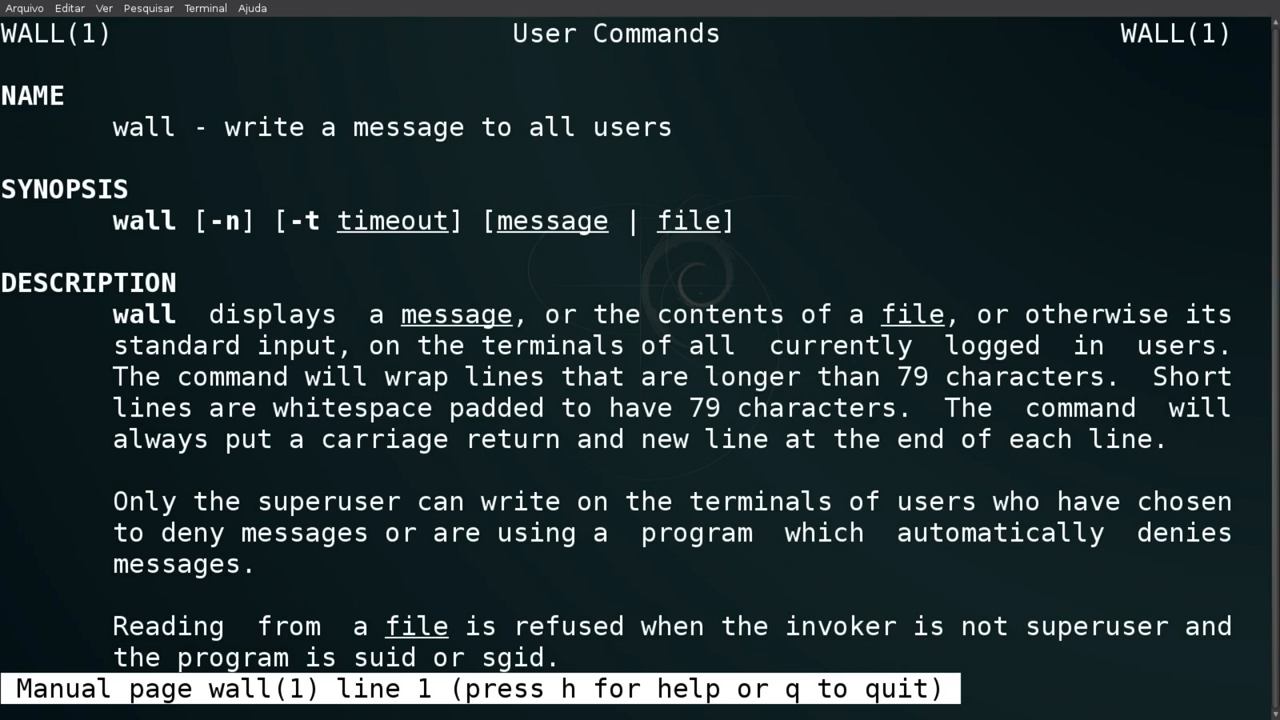 Arquivo Editar Ver Pesquisar Terminal Ajuda
WALL(1) User Commands WALL(1)
NAME
wall - write a message to all users
SYNOPSIS
wall [-n] [-t timeout] [message | file]
DESCRIPTION
wall displays a message, or the contents of a file, or otherwise its
standard input, on the terminals of all currently logged in users.
The command will wrap lines that are longer than 79 characters. Short
lines are whitespace padded to have 79 characters. The command will
always put a carriage return and new line at the end of each line.
Only the superuser can write on the terminals of users who have chosen
to deny messages or are using a program which automatically denies
messages.
Reading from a file is refused when the invoker is not superuser and
the program is suid or sgid.
Manual page wall(1) line 1 (press h for help or q to quit)